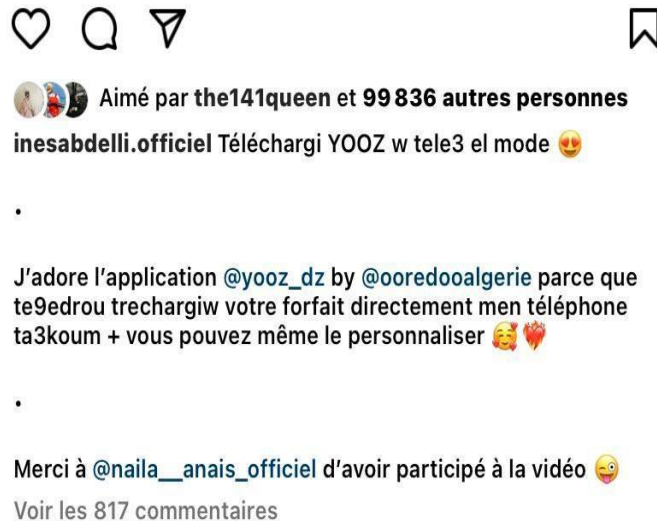 Aimé par the141queen et 99 836 autres personnes
inesabdelli.officiel Téléchargi YOOZ w tele3 el mode 😍
.
J'adore l'application @yooz_dz by @ooredooalgerie parce que
te9edrou trechargiw votre forfait directement men téléphone
ta3koum + vous pouvez même le personnaliser 🥰❤️‍🔥
.
Merci à @naila__anais_officiel d'avoir participé à la vidéo 😜
Voir les 817 commentaires